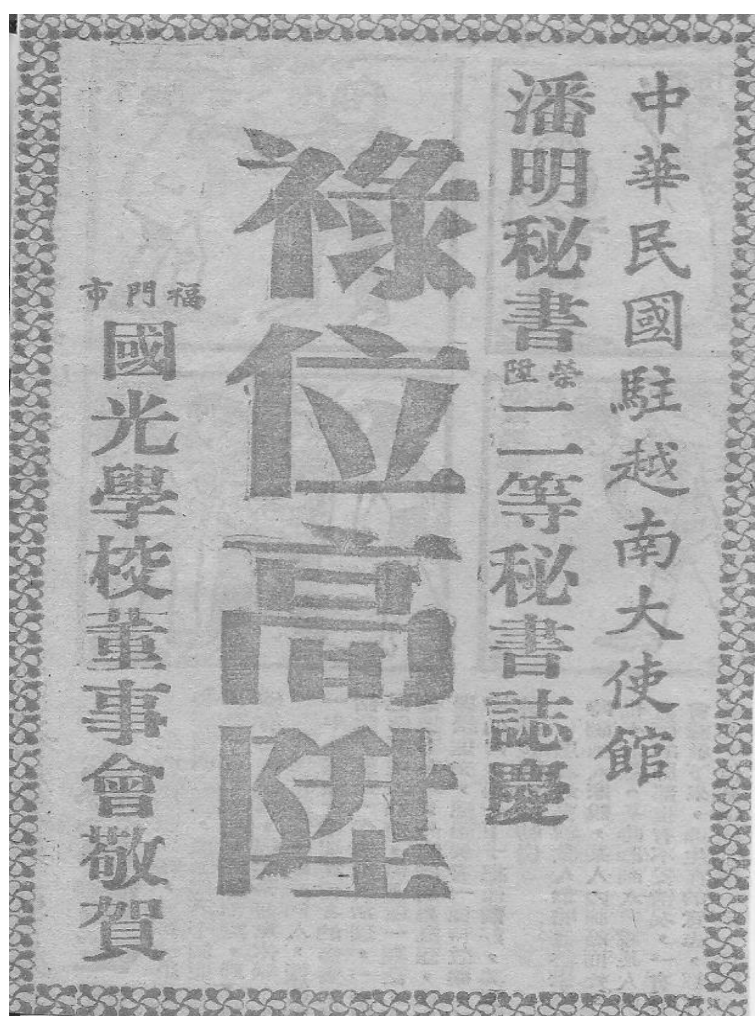 中華民國駐越南大使館
潘明秘書榮陞二等秘書誌慶
祿位高陞
福門市
國光學校董事會敬賀